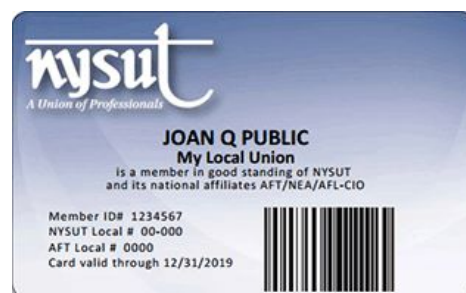 nysut
A Union of Professionals
JOAN Q PUBLIC
My Local Union
is a member in good standing of NYSUT
and its national affiliates AFT/NEA/AFL-CIO
Member ID# 1234567
NYSUT Local # 00-000
AFT Local # 0000
Card valid through 12/31/2019